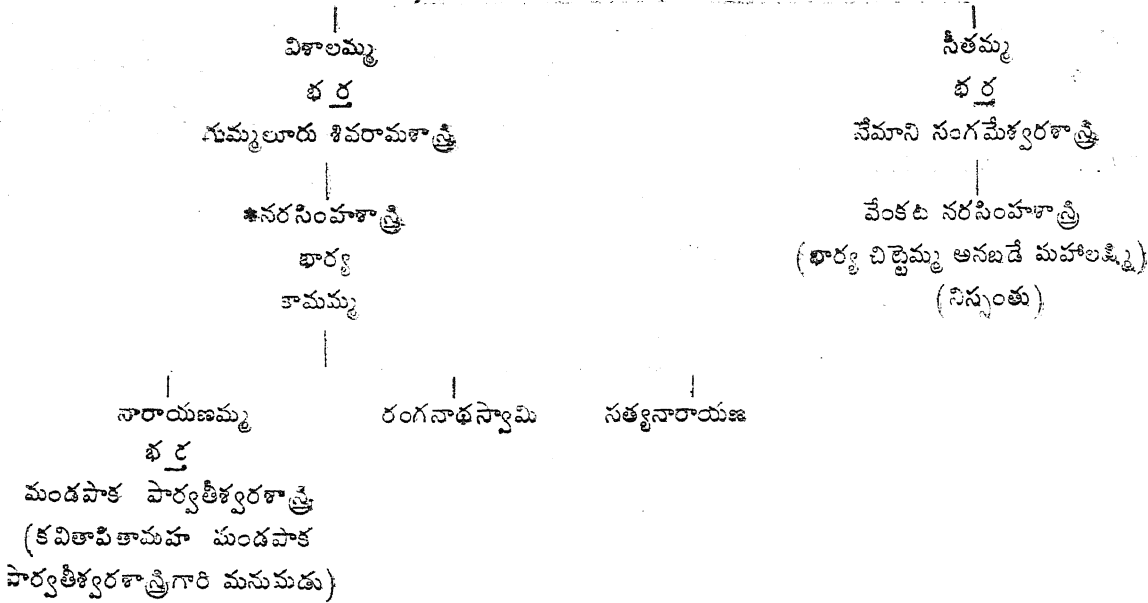 విశాలమ్మ
భర్త
గుమ్మలూరు శివరామశాస్త్రి
*నరసింహశాస్త్రి
భార్య
కామమ్మ
సీతమ్మ
భర్త
నేమాని సంగమేశ్వరశాస్త్రి
వేంకట నరసింహశాస్త్రి
(భార్య చిట్టెమ్మ అనబడే మహాలక్ష్మి)
(నిస్సంతు)
నారాయణమ్మ
భర్త
మండపాక పార్వతీశ్వరశాస్త్రి
(కవితాపితామహ మండపాక
పార్వతీశ్వరశాస్త్రిగారి మనుమడు)
రంగనాథస్వామి
సత్యనారాయణ